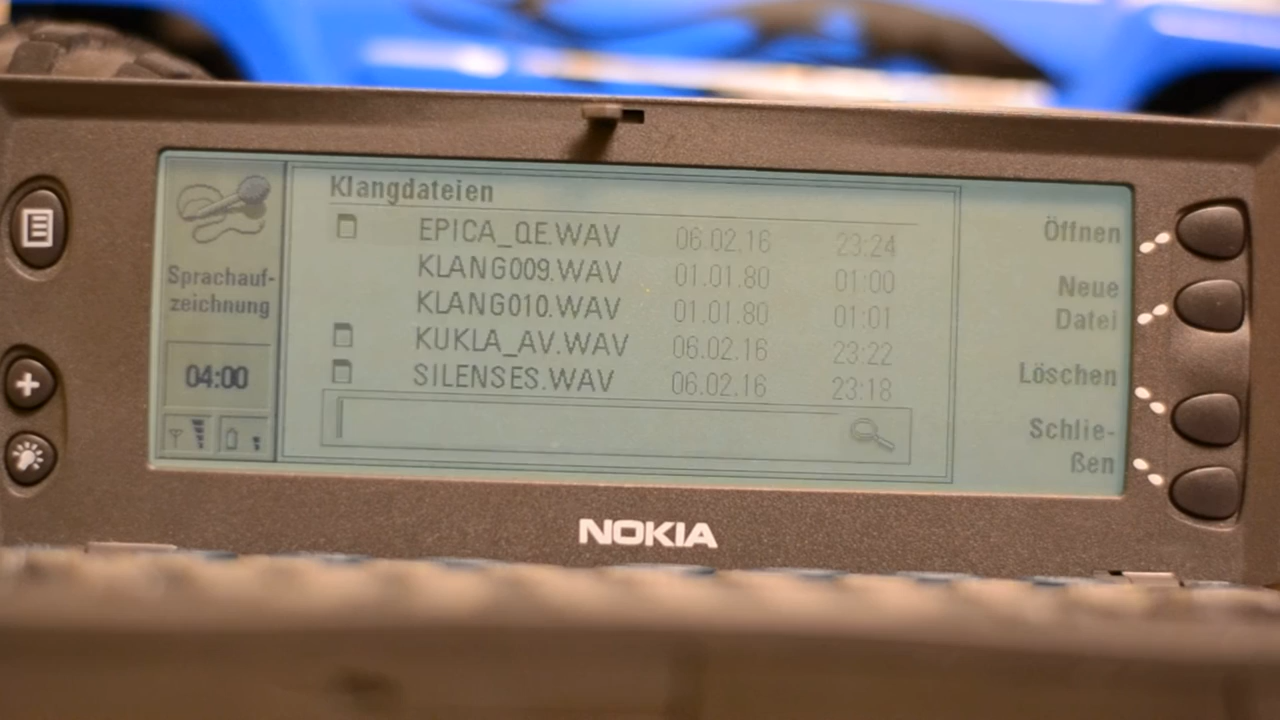 Klangdateien
EPICA_QE.WAV 06.02.16 23:24
KLANG009.WAV 01.01.80 01:00
KLANG010.WAV 01.01.80 01:01
KUKLA_AV.WAV 06.02.16 23:22
SILENSES.WAV 06.02.16 23:18
Sprachauf-
zeichnung
04:00
Öffnen
Neue
Datei
Löschen
Schlie-
ßen
NOKIA